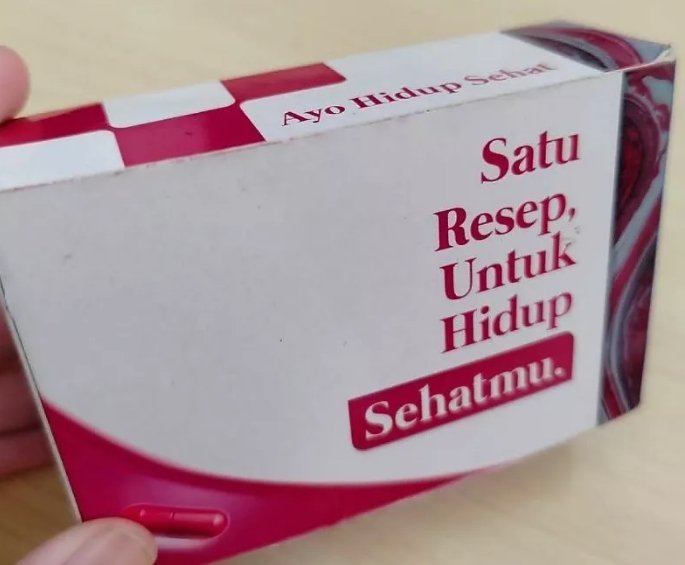 Ayo Hidup Sehat
Satu
Resep,
Untuk
Hidup
Sehatmu.